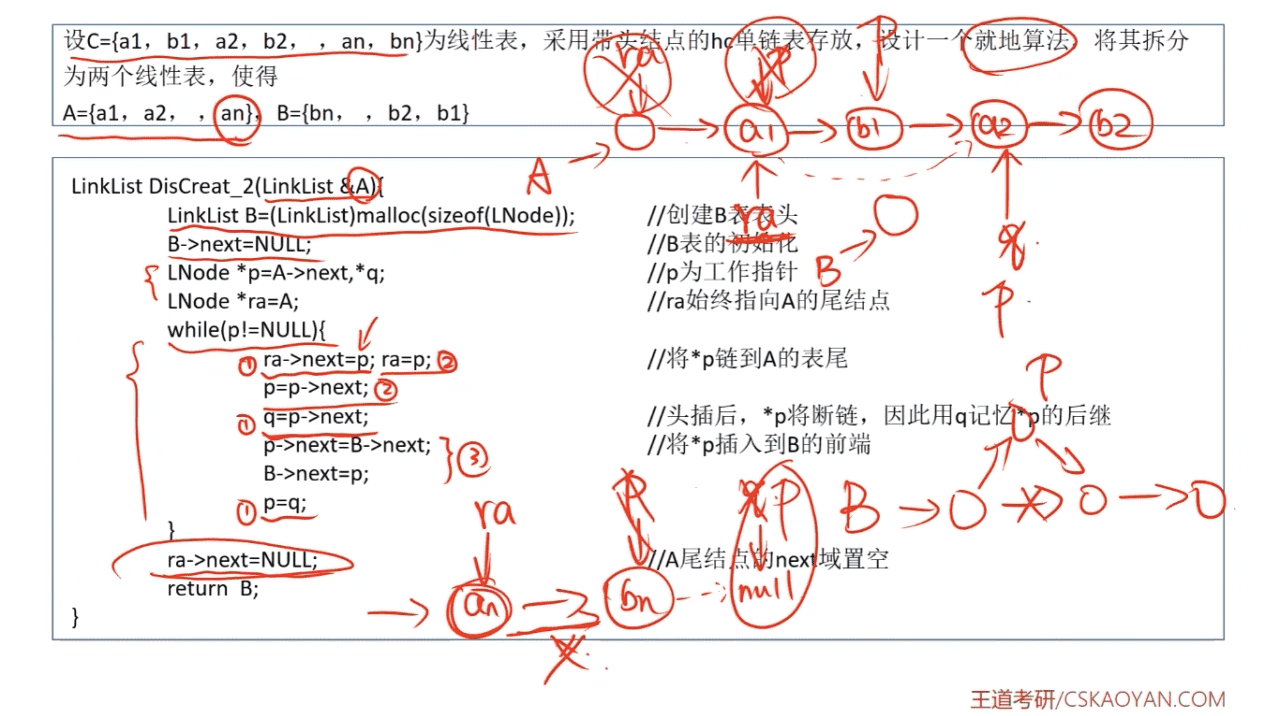 设C={a1，b1，a2，b2，，an，bn}为线性表，采用带头结点的hc单链表存放，设计一个就地算法，将其拆分
为两个线性表，使得
A={a1，a2，，an}，B={bn，，b2，b1}
ra p p
a1 b1 a2 b2
A
LinkList DisCreat_2(LinkList &A){
LinkList B=(LinkList)malloc(sizeof(LNode)); //创建B表表头
ra
B->next=NULL; //B表的初始化
q
B
LNode *p=A->next,*q; //p为工作指针
LNode *ra=A; //ra始终指向A的尾结点
p
while(p!=NULL){
① ra->next=p; ra=p; ② //将*p链到A的表尾
p=p->next; ②
p
① q=p->next; //头插后，*p将断链，因此用q记忆*p的后继
p->next=B->next; //将*p插入到B的前端
③
B->next=p;
① p=q;
ra p q p B
}
ra->next=NULL; //A尾结点的next域置空
return B;
an bn null
}
王道考研/CSKAOYAN.COM